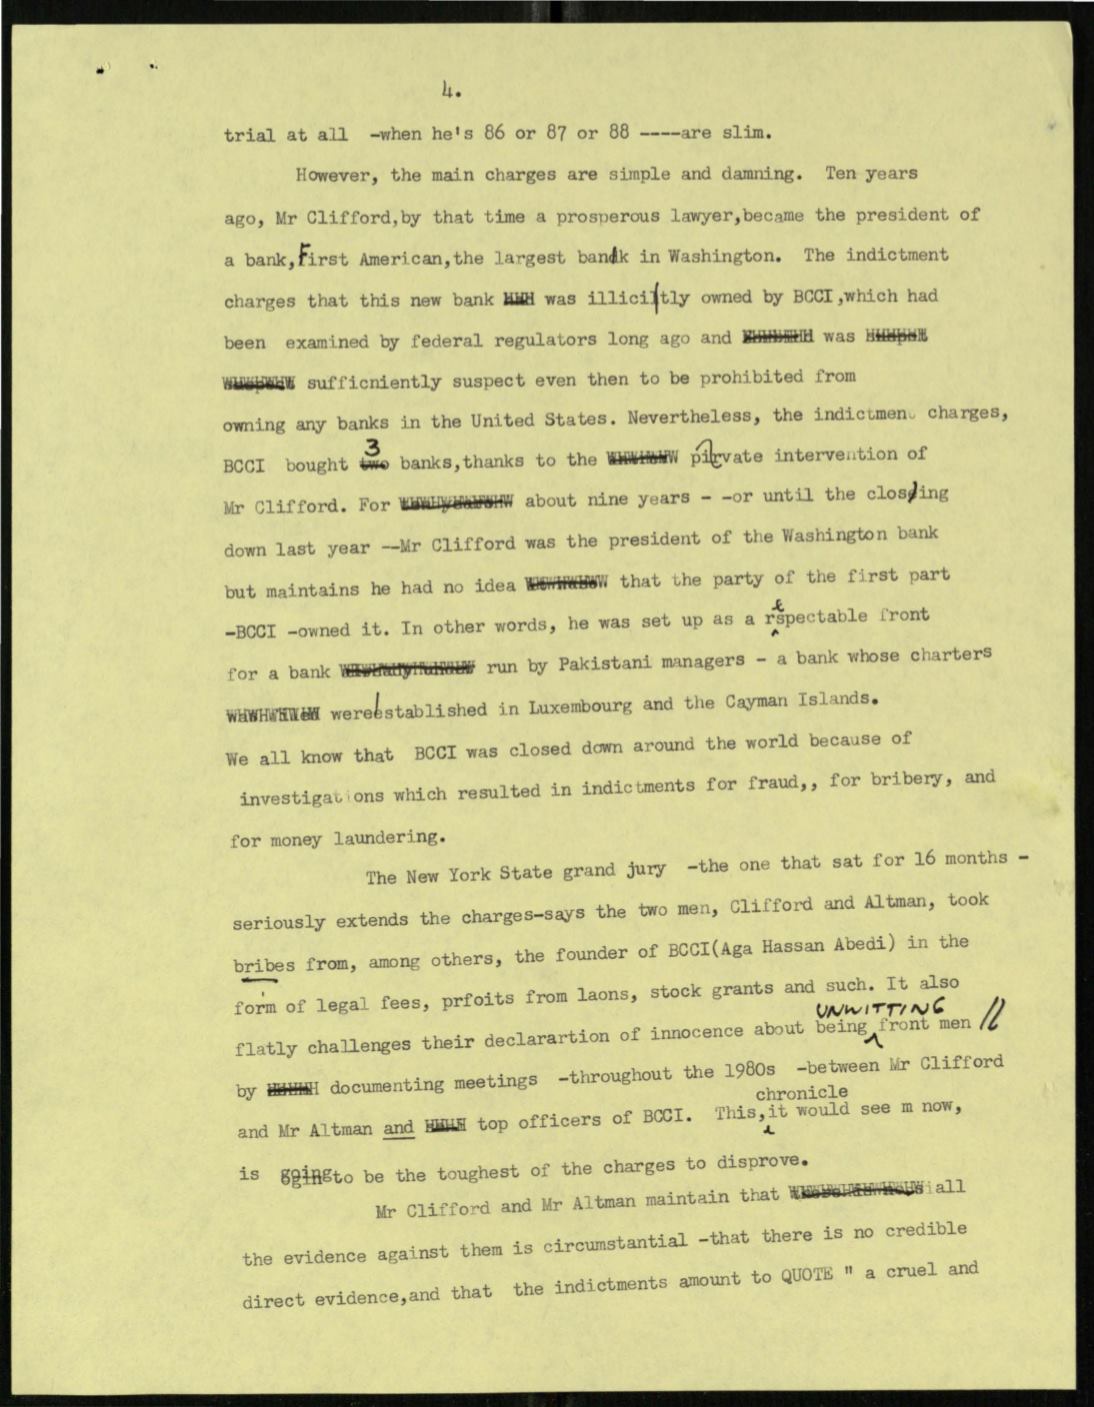 4.
trial at all -when he's 86 or 87 or 88 ----are slim.
However, the main charges are simple and damning. Ten years
ago, Mr Clifford,by that time a prosperous lawyer,became the president of
a bank,First American,the largest bank in Washington. The indictment
charges that this new bank was illicitly owned by BCCI,which had
been examined by federal regulators long ago and was
sufficniently suspect even then to be prohibited from
owning any banks in the United States. Nevertheless, the indictmen charges,
BCCI bought 3 banks,thanks to the private intervention of
Mr Clifford. For about nine years - -or until the closing
down last year --Mr Clifford was the president of the Washington bank
but maintains he had no idea that the party of the first part
-BCCI -owned it. In other words, he was set up as a respectable front
for a bank run by Pakistani managers - a bank whose charters
were established in Luxembourg and the Cayman Islands.
We all know that BCCI was closed down around the world because of
investigations which resulted in indictments for fraud,, for bribery, and
for money laundering.
The New York State grand jury -the one that sat for 16 months -
seriously extends the charges-says the two men, Clifford and Altman, took
bribes from, among others, the founder of BCCI(Aga Hassan Abedi) in the
form of legal fees, prfoits from laons, stock grants and such. It also
flatly challenges their declarartion of innocence about being UNWITTING front men //
by documenting meetings -throughout the 1980s -between Mr Clifford
and Mr Altman and top officers of BCCI. This, chronicle it would see m now,
is going to be the toughest of the charges to disprove.
Mr Clifford and Mr Altman maintain that all
the evidence against them is circumstantial -that there is no credible
direct evidence,and that the indictments amount to QUOTE " a cruel and